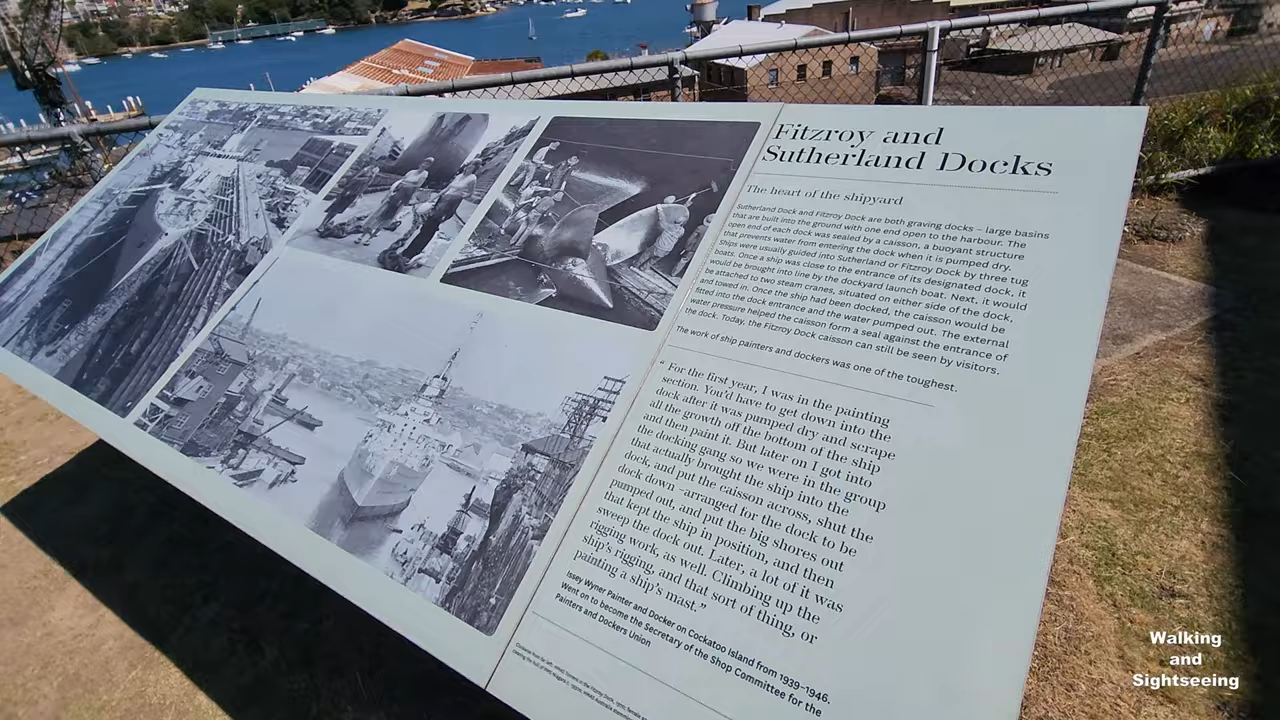 Fitzroy and
Sutherland Docks
The heart of the shipyard
Sutherland Dock and Fitzroy Dock are both graving docks – large basins
that are built into the ground with one end open to the harbour. The
open end of each dock was sealed by a caisson, a buoyant structure
that prevents water from entering the dock when it is pumped dry.
Ships were usually guided into Sutherland or Fitzroy Dock by three tug
boats. Once a ship was close to the entrance of its designated dock, it
would be brought into line by the dockyard launch boat. Next, it would
be attached to two steam cranes, situated on either side of the dock,
and towed in. Once the ship had been docked, the caisson would be
fitted into the dock entrance and the water pumped out. The external
water pressure helped the caisson form a seal against the entrance of
the dock. Today, the Fitzroy Dock caisson can still be seen by visitors.
The work of ship painters and dockers was one of the toughest.
“For the first year, I was in the painting
section. You'd have to get down into the
dock after it was pumped dry and scrape
all the growth off the bottom of the ship
and then paint it. But later on I got into
the docking gang so we were in the group
that actually brought the ship into the
dock, and put the caisson across, shut the
dock down –arranged for the dock to be
pumped out, and put the big shores out
that kept the ship in position, and then
sweep the dock out. Later, a lot of it was
rigging work, as well. Climbing up the
ship's rigging, and that sort of thing, or
painting a ship's mast.”
Issey Wyner Painter and Docker on Cockatoo Island from 1939–1946.
Went on to become the Secretary of the Shop Committee for the
Painters and Dockers Union
Walking
and
Sightseeing